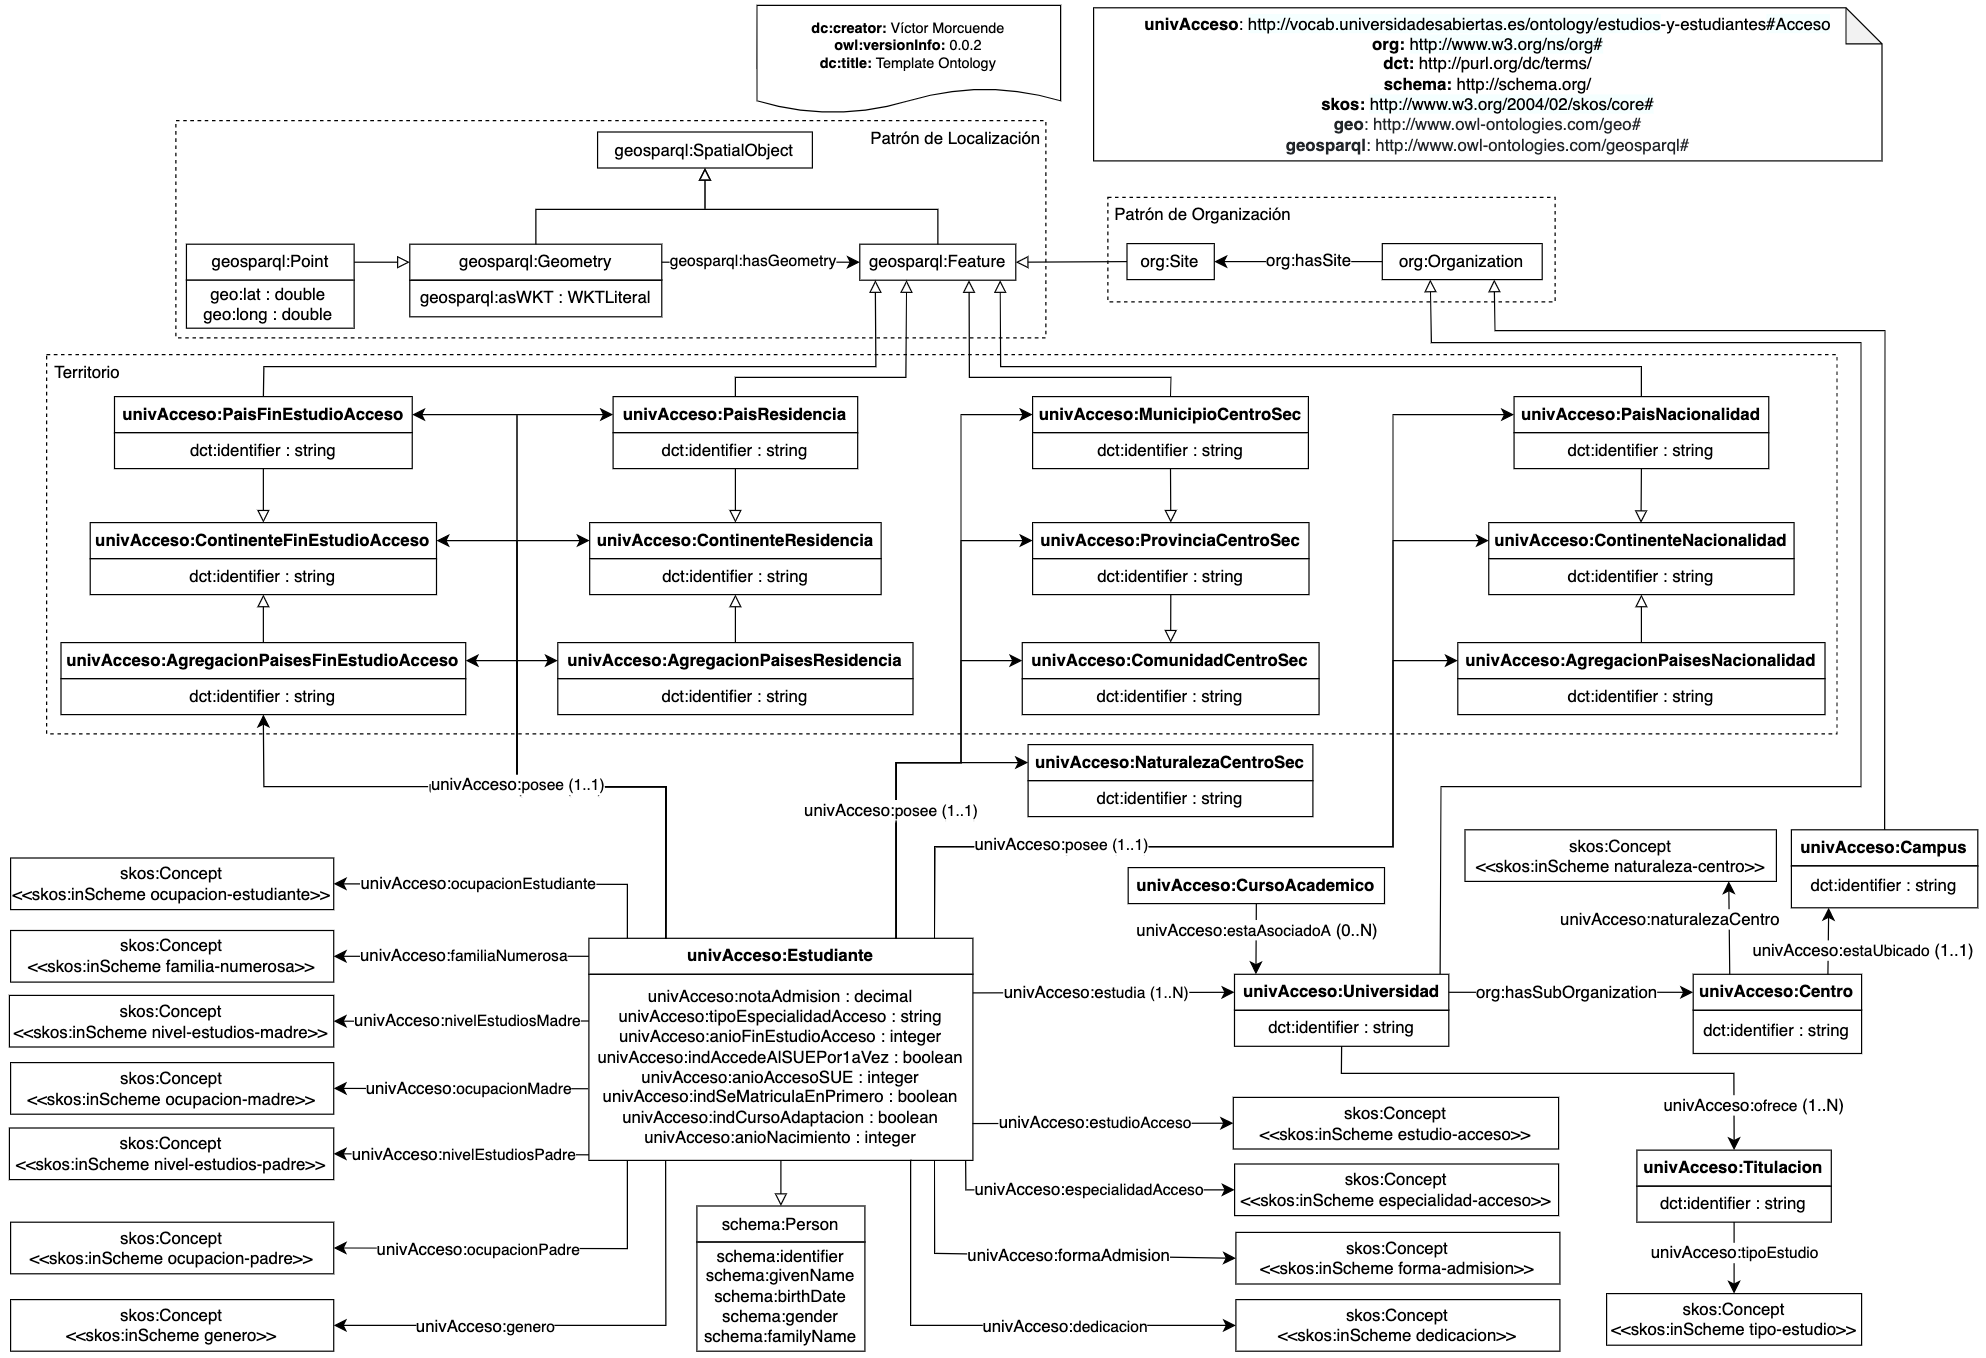 dc:creator: Víctor Morcuende
owl:versionInfo: 0.0.2
dc:title: Template Ontology
univAcceso: http://vocab.universidadesabiertas.es/ontology/estudios-y-estudiantes#Acceso
org: http://www.w3.org/ns/org#
dct: http://purl.org/dc/terms/
schema: http://schema.org/
skos: http://www.w3.org/2004/02/skos/core#
geo: http://www.owl-ontologies.com/geo#
geosparql: http://www.owl-ontologies.com/geosparql#
Patrón de Localización
geosparql:SpatialObject
geosparql:Point
geo:lat : double
geo:long : double
geosparql:Geometry
geosparql:asWKT : WKTLiteral
geosparql:hasGeometry
geosparql:Feature
Patrón de Organización
org:Site
org:hasSite
org:Organization
Territorio
univAcceso:PaisFinEstudioAcceso
dct:identifier : string
univAcceso:PaisResidencia
dct:identifier : string
univAcceso:MunicipioCentroSec
dct:identifier : string
univAcceso:PaisNacionalidad
dct:identifier : string
univAcceso:ContinenteFinEstudioAcceso
dct:identifier : string
univAcceso:ContinenteResidencia
dct:identifier : string
univAcceso:ProvinciaCentroSec
dct:identifier : string
univAcceso:ContinenteNacionalidad
dct:identifier : string
univAcceso:AgregacionPaisesFinEstudioAcceso
dct:identifier : string
univAcceso:AgregacionPaisesResidencia
dct:identifier : string
univAcceso:ComunidadCentroSec
dct:identifier : string
univAcceso:AgregacionPaisesNacionalidad
dct:identifier : string
univAcceso:NaturalezaCentroSec
dct:identifier : string
univAcceso:posee (1..1)
univAcceso:posee (1..1)
univAcceso:posee (1..1)
skos:Concept
<<skos:inScheme ocupacion-estudiante>>
univAcceso:ocupacionEstudiante
skos:Concept
<<skos:inScheme familia-numerosa>>
univAcceso:familiaNumerosa
skos:Concept
<<skos:inScheme nivel-estudios-madre>>
univAcceso:nivelEstudiosMadre
skos:Concept
<<skos:inScheme ocupacion-madre>>
univAcceso:ocupacionMadre
skos:Concept
<<skos:inScheme nivel-estudios-padre>>
univAcceso:nivelEstudiosPadre
skos:Concept
<<skos:inScheme ocupacion-padre>>
univAcceso:ocupacionPadre
skos:Concept
<<skos:inScheme genero>>
univAcceso:genero
univAcceso:Estudiante
univAcceso:notaAdmision : decimal
univAcceso:tipoEspecialidadAcceso : string
univAcceso:anioFinEstudioAcceso : integer
univAcceso:indAccedeAlSUEPor1aVez : boolean
univAcceso:anioAccesoSUE : integer
univAcceso:indSeMatriculaEnPrimero : boolean
univAcceso:indCursoAdaptacion : boolean
univAcceso:anioNacimiento : integer
schema:Person
schema:identifier
schema:givenName
schema:birthDate
schema:gender
schema:familyName
univAcceso:CursoAcademico
univAcceso:estaAsociadoA (0..N)
univAcceso:estudia (1..N)
univAcceso:Universidad
dct:identifier : string
org:hasSubOrganization
univAcceso:Centro
dct:identifier : string
skos:Concept
<<skos:inScheme naturaleza-centro>>
univAcceso:naturalezaCentro
univAcceso:Campus
dct:identifier : string
univAcceso:estaUbicado (1..1)
univAcceso:ofrece (1..N)
univAcceso:Titulacion
dct:identifier : string
univAcceso:tipoEstudio
skos:Concept
<<skos:inScheme tipo-estudio>>
univAcceso:estudioAcceso
skos:Concept
<<skos:inScheme estudio-acceso>>
univAcceso:especialidadAcceso
skos:Concept
<<skos:inScheme especialidad-acceso>>
univAcceso:formaAdmision
skos:Concept
<<skos:inScheme forma-admision>>
univAcceso:dedicacion
skos:Concept
<<skos:inScheme dedicacion>>